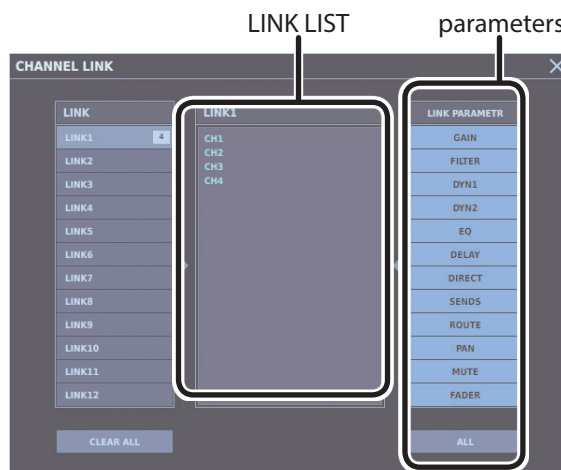 LINK LIST
parameters
CHANNEL LINK
LINK
LINK1 4
LINK2
LINK3
LINK4
LINK5
LINK6
LINK7
LINK8
LINK9
LINK10
LINK11
LINK12
CLEAR ALL
LINK1
CH1
CH2
CH3
CH4
LINK PARAMETR
GAIN
FILTER
DYN1
DYN2
EQ
DELAY
DIRECT
SENDS
ROUTE
PAN
MUTE
FADER
ALL